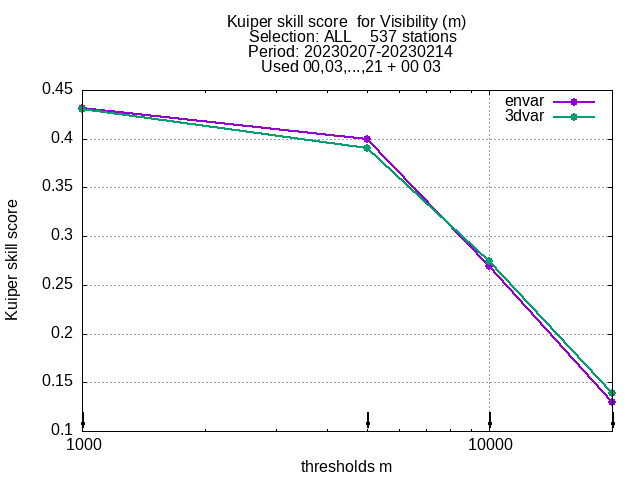 Kuiper skill score  for Visibility (m)
Selection: ALL    537 stations
Period: 20230207-20230214
Used 00,03,...,21 + 00 03
envar
3dvar
0.45
0.4
0.35
0.3
0.25
0.2
0.15
0.1
Kuiper skill score
1000
10000
thresholds m